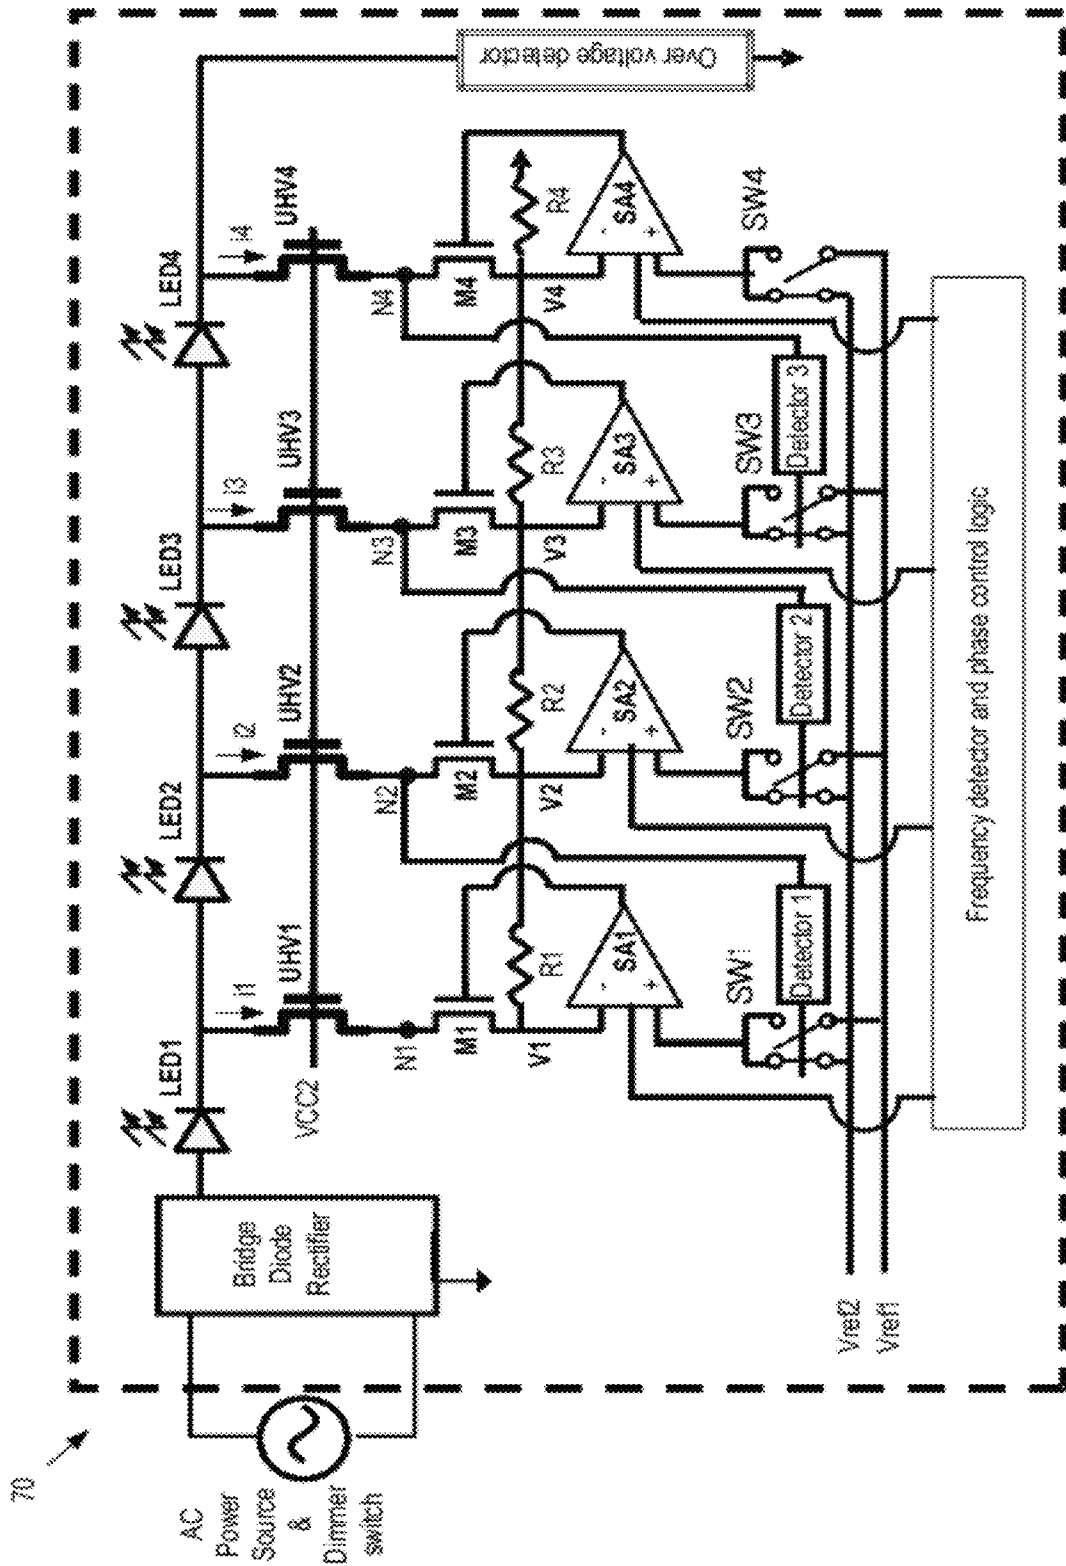 70
AC
Power
Source
&
Dimmer
switch
Bridge
Diode
Rectifier
LED1
LED2
LED3
LED4
Over voltage detector
i1
i2
i3
i4
UHV1
UHV2
UHV3
UHV4
VCC2
N1
N2
N3
N4
M1
M2
M3
M4
V1
V2
V3
V4
R1
R2
R3
R4
SA1
- +
SA2
- +
SA3
- +
SA4
- +
SW1
SW2
SW3
SW4
Detector 1
Detector 2
Detector 3
Vref2
Vref1
Frequency detector and phase control logic